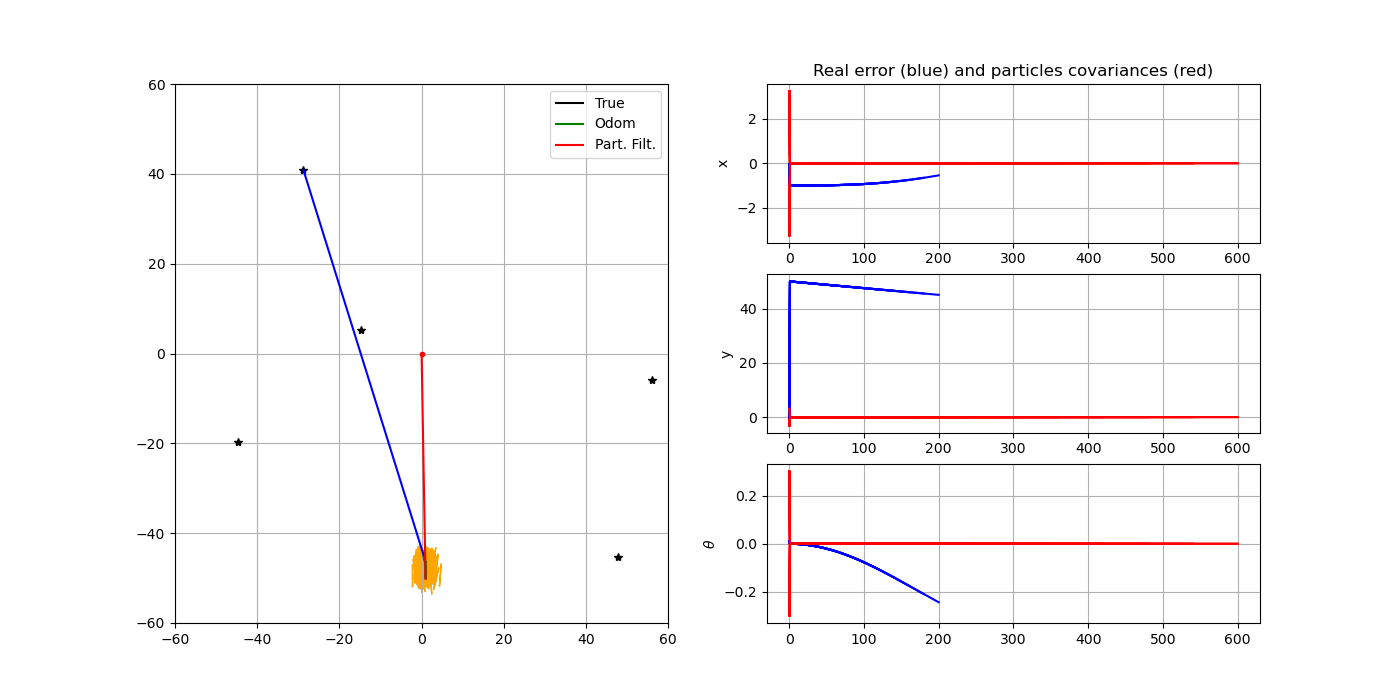 60
40
20
0
−20
−40
−60
−60 −40 −20 0 20 40 60
True
Odom
Part. Filt.
Real error (blue) and particles covariances (red)
x
2
0
−2
0 100 200 300 400 500 600
y
40
20
0
0 100 200 300 400 500 600
θ
0.2
0.0
−0.2
0 100 200 300 400 500 600